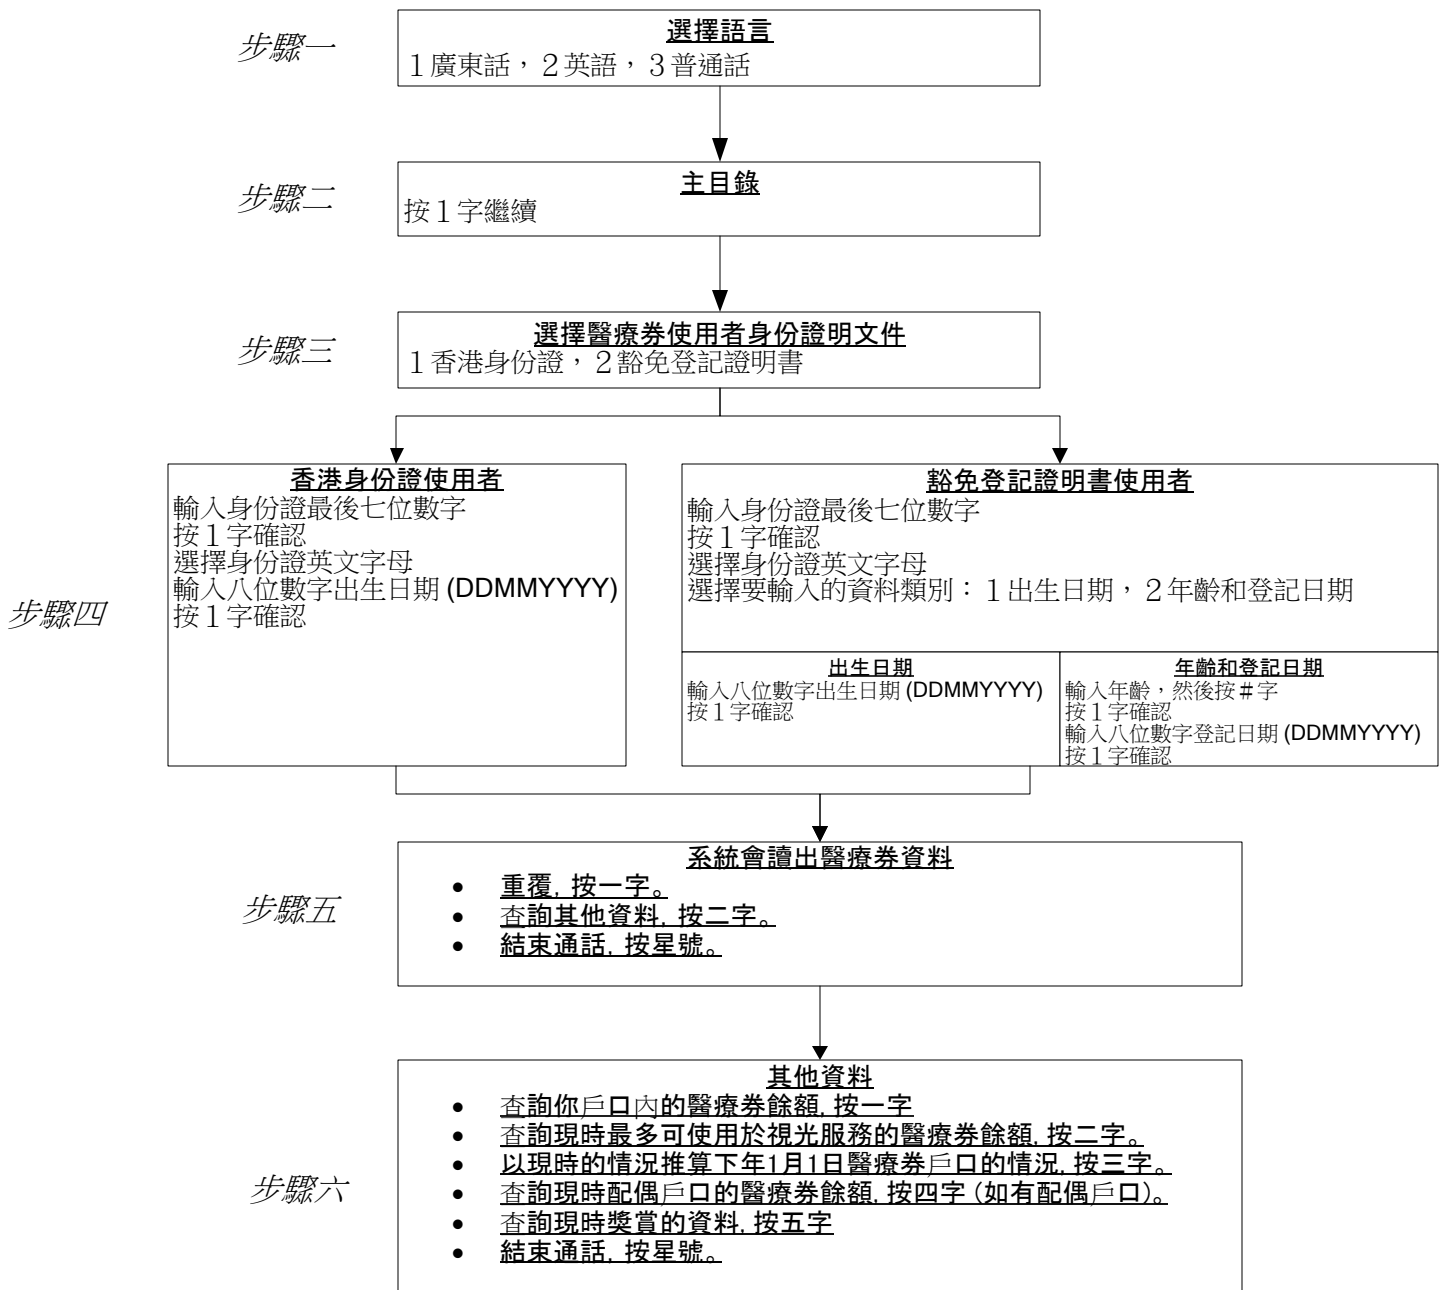 步驟一
選擇語言
１廣東話，２英語，３普通話
步驟二
主目錄
按１字繼續
步驟三
選擇醫療券使用者身份證明文件
１香港身份證，２豁免登記證明書
步驟四
香港身份證使用者
輸入身份證最後七位數字
按１字確認
選擇身份證英文字母
輸入八位數字出生日期 (DDMMYYYY)
按１字確認
豁免登記證明書使用者
輸入身份證最後七位數字
按１字確認
選擇身份證英文字母
選擇要輸入的資料類別：１出生日期，２年齡和登記日期
出生日期
輸入八位數字出生日期 (DDMMYYYY)
按１字確認
年齡和登記日期
輸入年齡，然後按＃字
按１字確認
輸入八位數字登記日期 (DDMMYYYY)
按１字確認
步驟五
系統會讀出醫療券資料
• 重覆, 按一字。
• 查詢其他資料, 按二字。
• 結束通話, 按星號。
步驟六
其他資料
• 查詢你戶口內的醫療券餘額, 按一字
• 查詢現時最多可使用於視光服務的醫療券餘額, 按二字。
• 以現時的情況推算下年1月1日醫療券戶口的情況, 按三字。
• 查詢現時配偶戶口的醫療券餘額, 按四字 (如有配偶戶口)。
• 查詢現時獎賞的資料, 按五字
• 結束通話, 按星號。